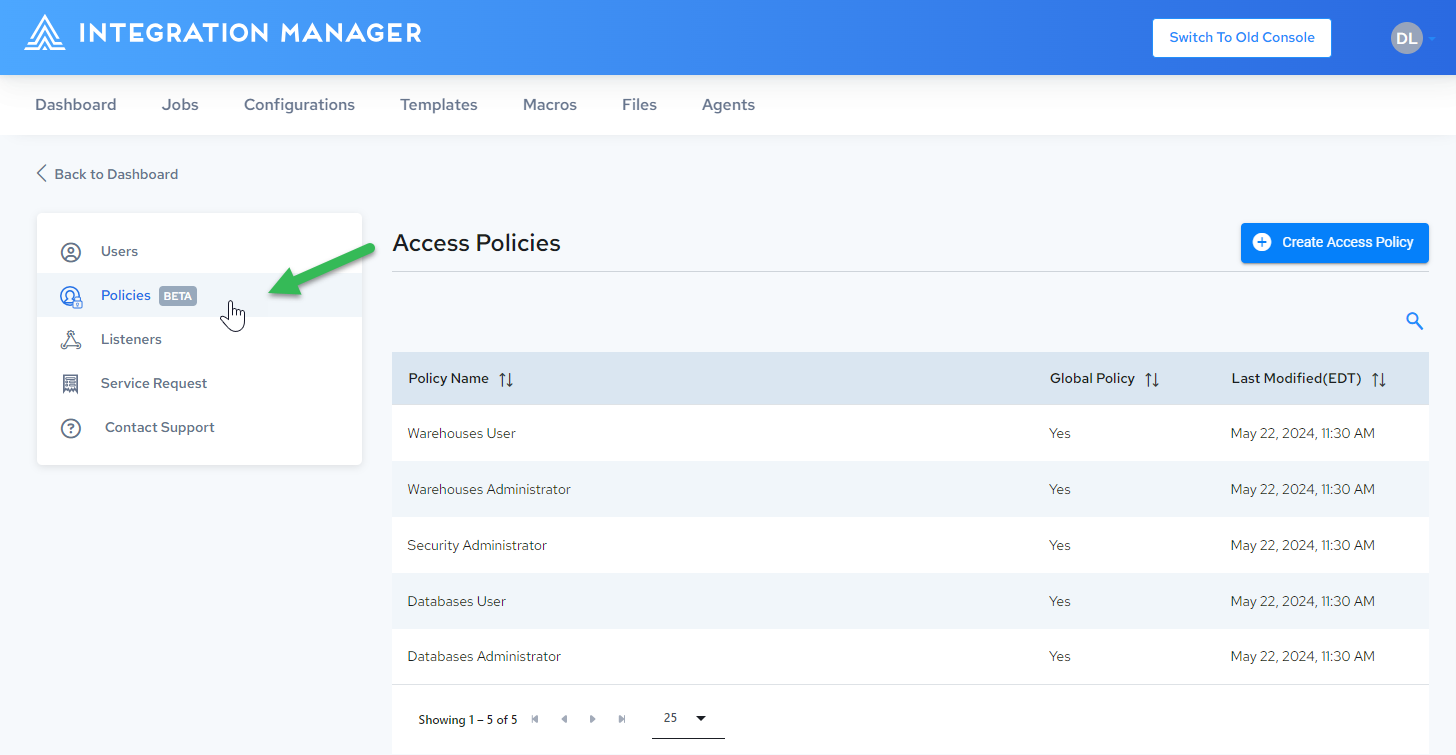 INTEGRATION MANAGER
Switch To Old Console
DL
Dashboard Jobs Configurations Templates Macros Files Agents
Back to Dashboard
Users
Policies BETA
Listeners
Service Request
Contact Support
Access Policies
Create Access Policy
Policy Name Global Policy Last Modified(EDT)
Warehouses User Yes May 22, 2024, 11:30 AM
Warehouses Administrator Yes May 22, 2024, 11:30 AM
Security Administrator Yes May 22, 2024, 11:30 AM
Databases User Yes May 22, 2024, 11:30 AM
Databases Administrator Yes May 22, 2024, 11:30 AM
Showing 1 – 5 of 5 25